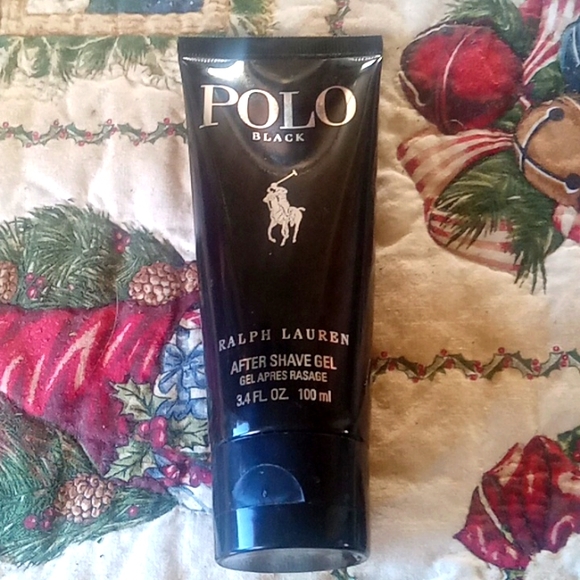 POLO
BLACK
RALPH LAUREN
AFTER SHAVE GEL
GEL APRES RASAGE
3.4 FL OZ. 100 ml